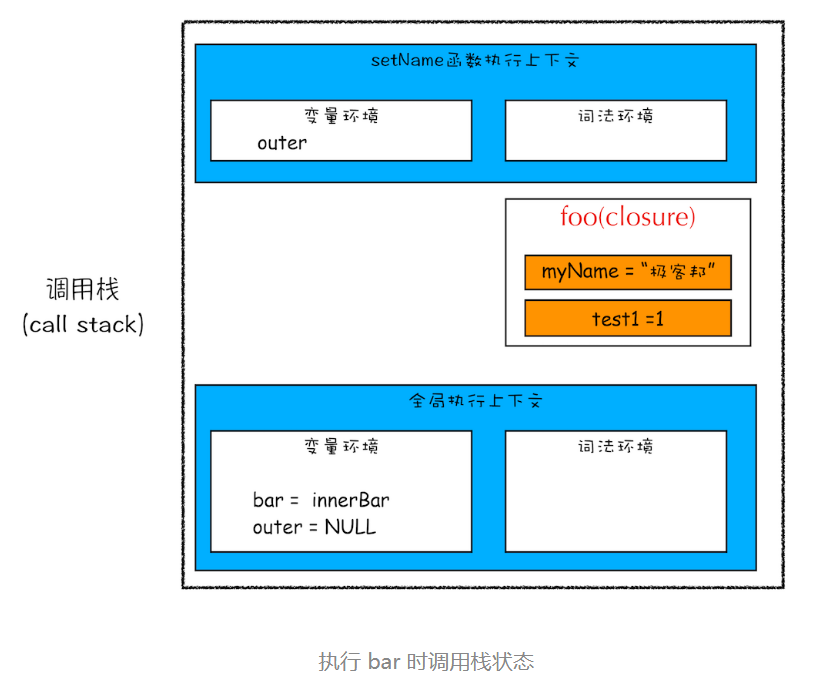 setName函数执行上下文
变量环境
outer
词法环境
foo(closure)
myName = “极客邦”
test1 =1
调用栈
(call stack)
全局执行上下文
变量环境
bar = innerBar
outer = NULL
词法环境
执行 bar 时调用栈状态